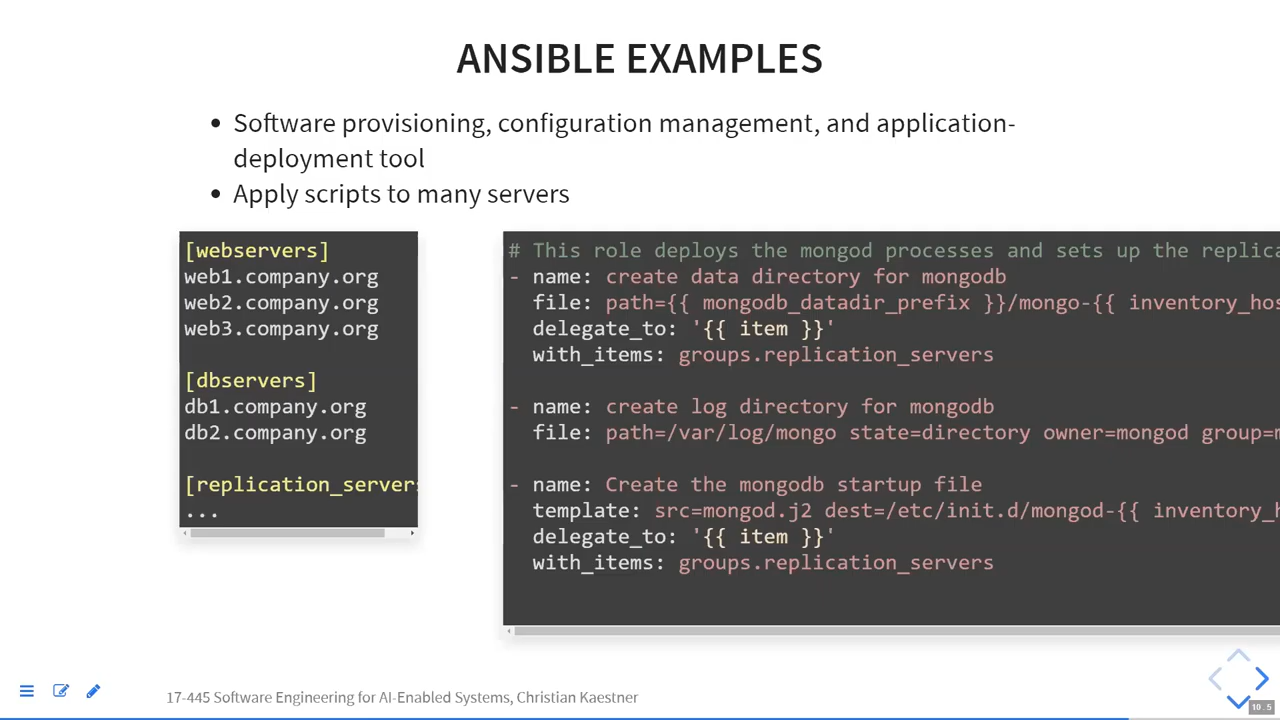 ANSIBLE EXAMPLES
Software provisioning, configuration management, and application-
deployment tool
Apply scripts to many servers
[webservers]
web1.company.org
web2.company.org
web3.company.org
[dbservers]
db1.company.org
db2.company.org
[replication_servers
...
# This role deploys the mongod processes and sets up the replica
- name: create data directory for mongodb
file: path={{ mongodb_datadir_prefix }}/mongo-{{ inventory_hos
delegate_to: '{{ item }}'
with_items: groups.replication_servers
- name: create log directory for mongodb
file: path=/var/log/mongo state=directory owner=mongod group=m
- name: Create the mongodb startup file
template: src=mongod.j2 dest=/etc/init.d/mongod-{{ inventory_h
delegate_to: '{{ item }}'
with_items: groups.replication_servers
17-445 Software Engineering for AI-Enabled Systems, Christian Kaestner
10.5